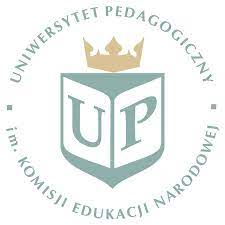 UNIWERSYTET PEDAGOGICZNY
UP
im. KOMISJI EDUKACJI NARODOWEJ